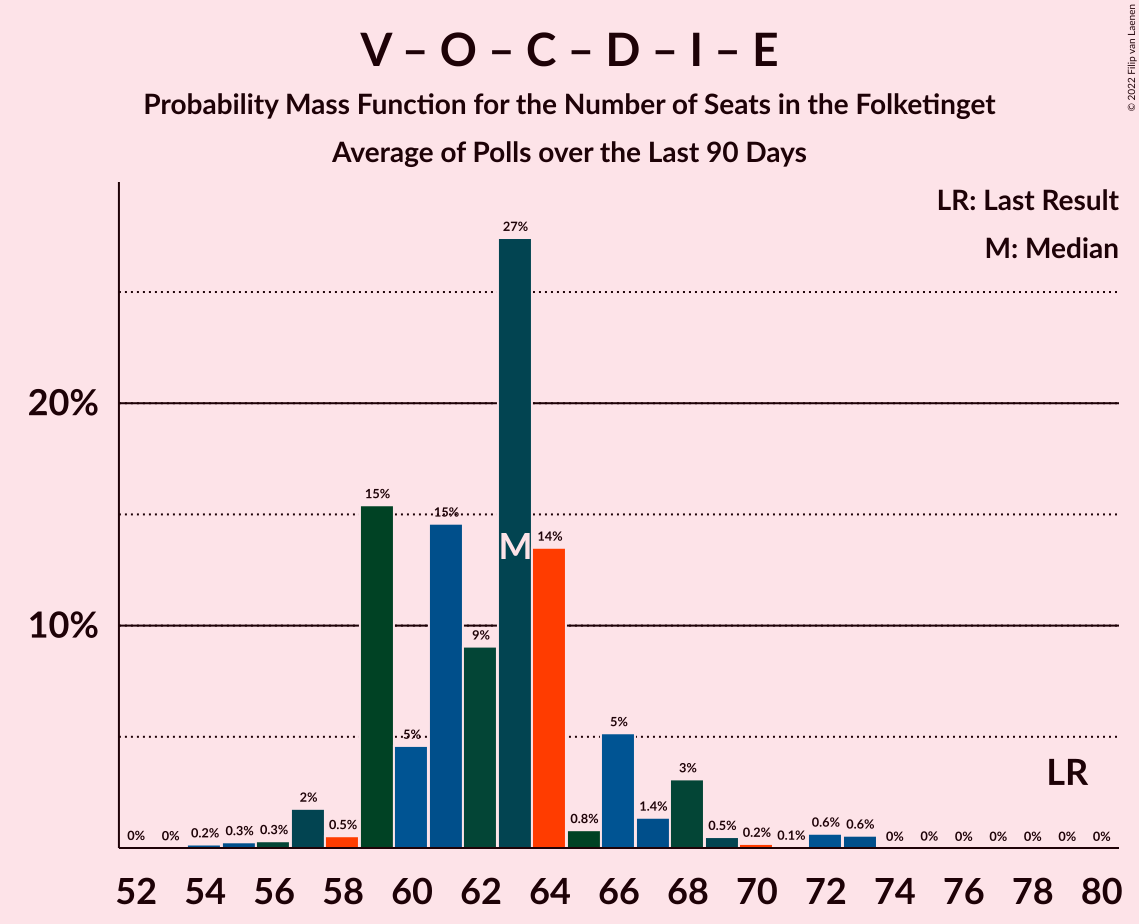 V – O – C – D – I – E
Probability Mass Function for the Number of Seats in the Folketinget
Average of Polls over the Last 90 Days
© 2022 Filip van Laenen
LR: Last Result
M: Median
27%
20%
15%
15%
M
14%
10%
9%
5%
5%
LR
3%
2%
0% 0% 0.2% 0.3% 0.3% 0.5% 0.8% 1.4% 0.5% 0.2% 0.1% 0.6% 0.6% 0% 0% 0% 0% 0% 0% 0%
52 54 56 58 60 62 64 66 68 70 72 74 76 78 80